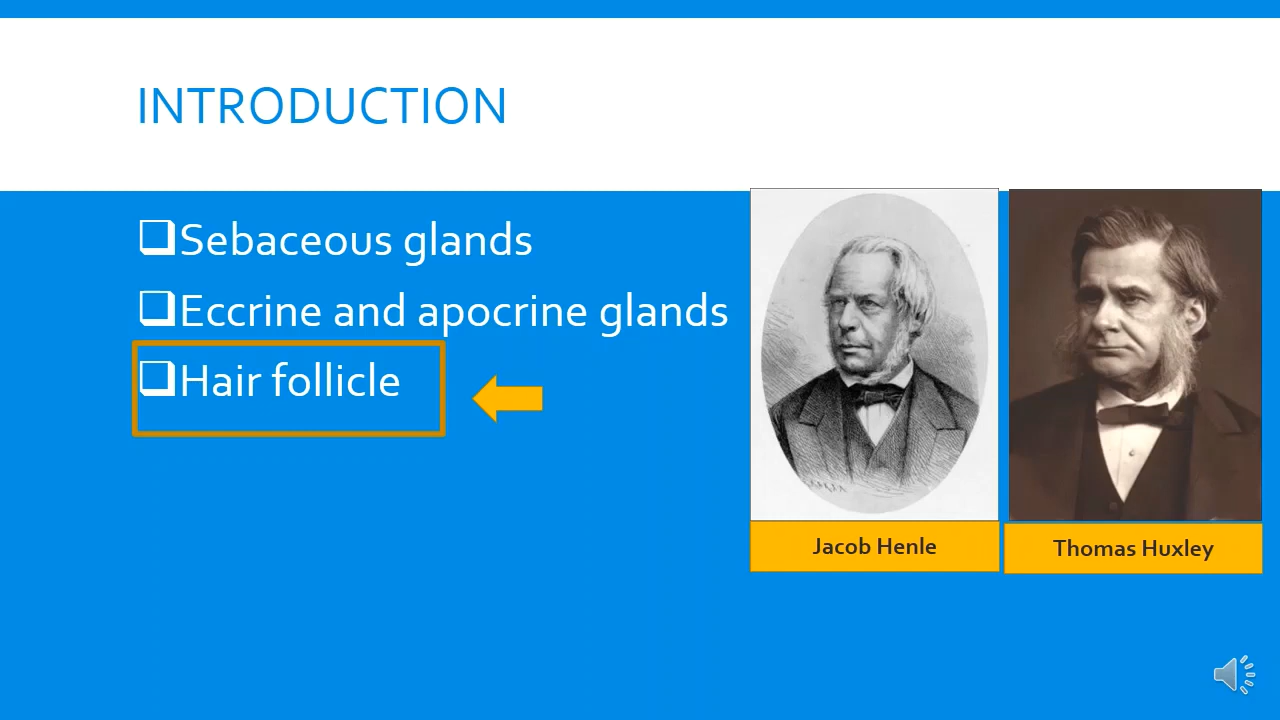 INTRODUCTION
Sebaceous glands
Eccrine and apocrine glands
Hair follicle
Jacob Henle
Thomas Huxley